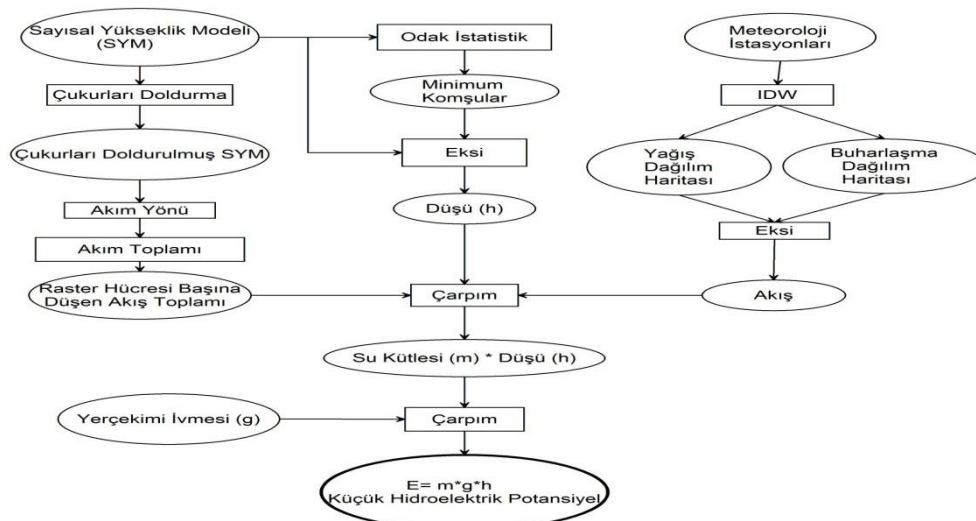 Sayısal Yükseklik Modeli
(SYM)
Odak İstatistik
Meteoroloji
İstasyonları
Çukurları Doldurma
Minimum
Komşular
IDW
Çukurları Doldurulmuş SYM
Eksi
Yağış
Dağılım
Haritası
Buharlaşma
Dağılım
Haritası
Akım Yönü
Düşü (h)
Eksi
Akım Toplamı
Raster Hücresi Başına
Düşen Akış Toplamı
Çarpım
Akış
Su Kütlesi (m) * Düşü (h)
Yerçekimi İvmesi (g)
Çarpım
E= m*g*h
Küçük Hidroelektrik Potansiyel